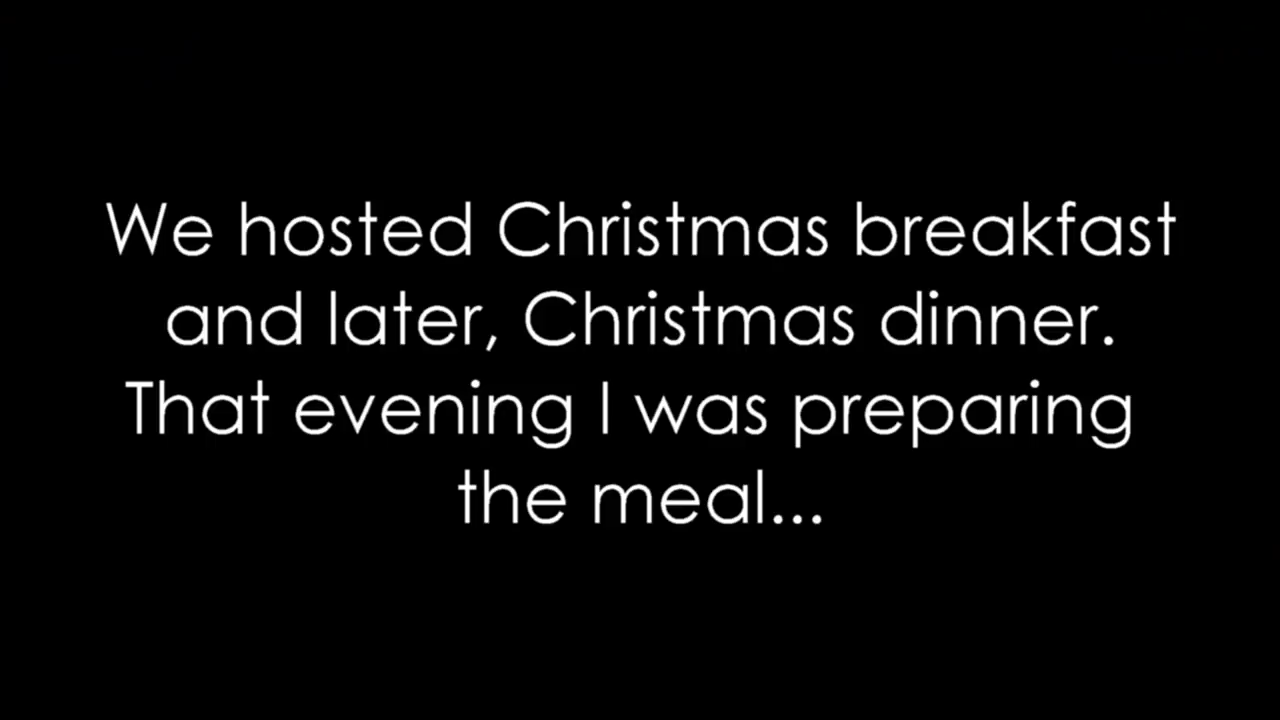 We hosted Christmas breakfast
and later, Christmas dinner.
That evening I was preparing
the meal...